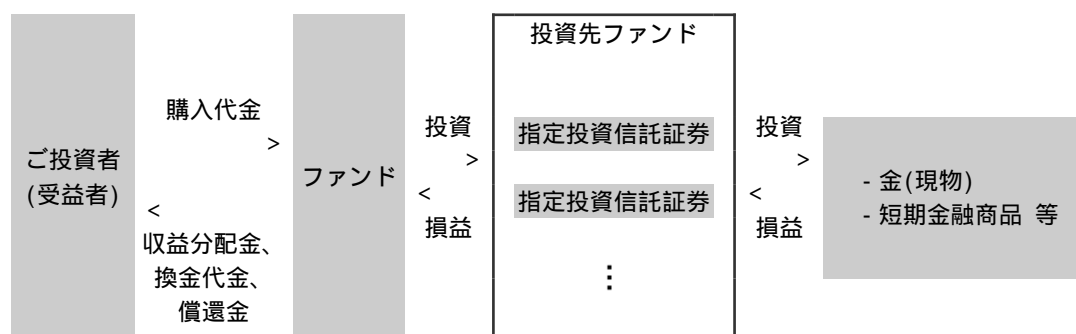 ご投資者
(受益者)
購入代金
>
<
収益分配金、
換金代金、
償還金
ファンド
投資
>
<
損益
投資先ファンド
指定投資信託証券
指定投資信託証券
⋮
投資
>
<
損益
- 金(現物)
- 短期金融商品 等